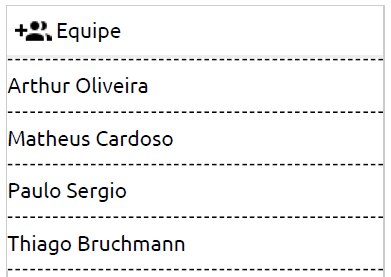 Equipe
Arthur Oliveira
Matheus Cardoso
Paulo Sergio
Thiago Bruchmann